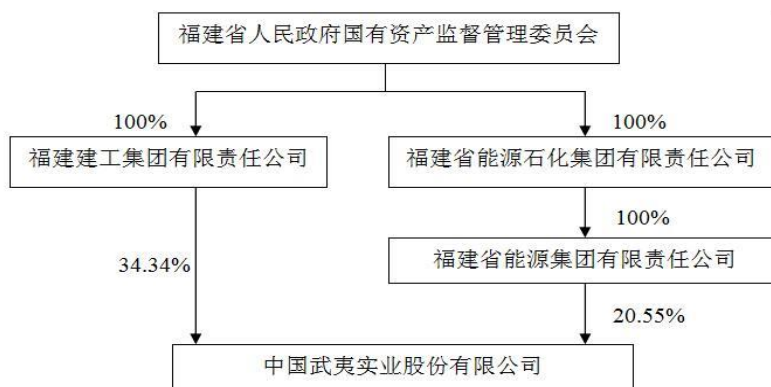 福建省人民政府国有资产监督管理委员会
100%
100%
福建建工集团有限责任公司
福建省能源石化集团有限责任公司
100%
34.34%
福建省能源集团有限责任公司
20.55%
中国武夷实业股份有限公司